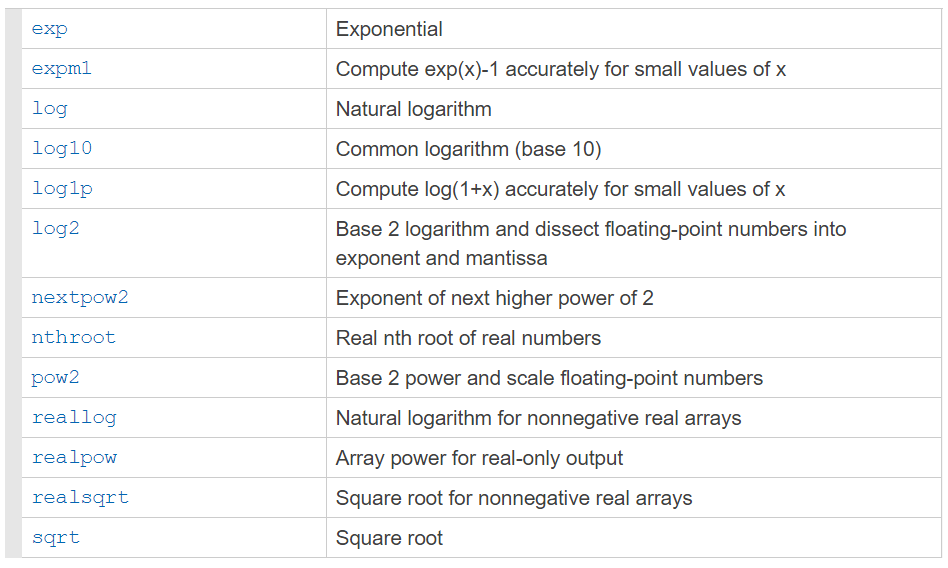 exp Exponential
expm1 Compute exp(x)-1 accurately for small values of x
log Natural logarithm
log10 Common logarithm (base 10)
log1p Compute log(1+x) accurately for small values of x
log2 Base 2 logarithm and dissect floating-point numbers into
exponent and mantissa
nextpow2 Exponent of next higher power of 2
nthroot Real nth root of real numbers
pow2 Base 2 power and scale floating-point numbers
reallog Natural logarithm for nonnegative real arrays
realpow Array power for real-only output
realsqrt Square root for nonnegative real arrays
sqrt Square root